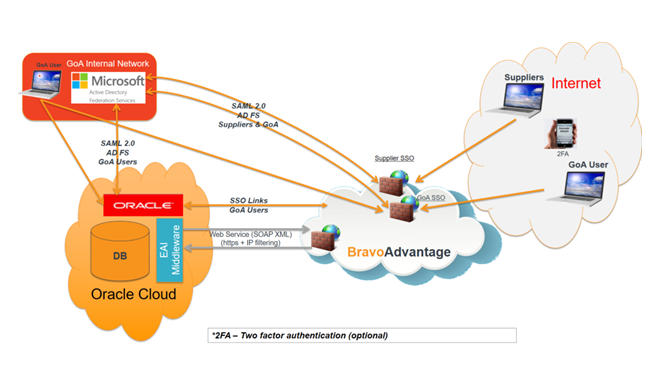 GoA User
GoA Internal Network
Microsoft
Active Directory
Federation Services
SAML 2.0
AD FS
Suppliers & GoA
Suppliers
Internet
2FA
GoA User
SAML 2.0
AD FS
GoA Users
Supplier SSO
GoA SSO
ORACLE
SSO Links
GoA Users
DB
EAI
Middleware
Web Service (SOAP XML)
(https + IP filtering)
BravoAdvantage
Oracle Cloud
*2FA – Two factor authentication (optional)